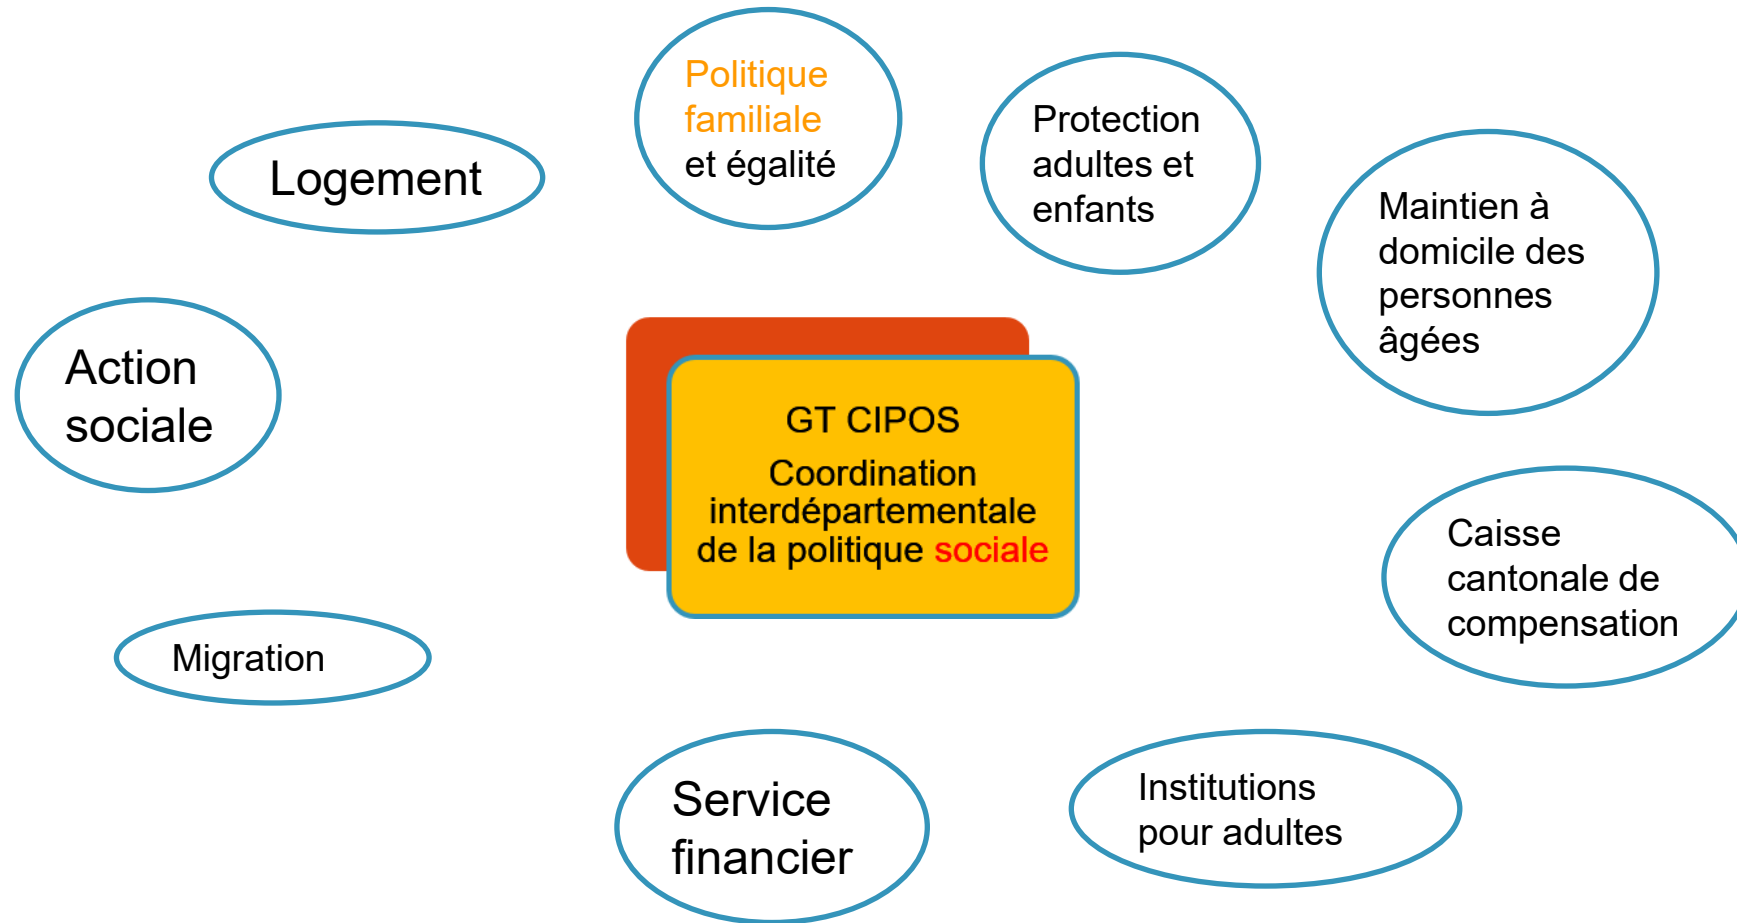 Politique
familiale
et égalité
Protection
adultes et
enfants
Logement
Maintien à
domicile des
personnes
âgées
Action
sociale
GT CIPOS
Coordination
interdépartementale
de la politique sociale
Caisse
cantonale de
compensation
Migration
Service
financier
Institutions
pour adultes